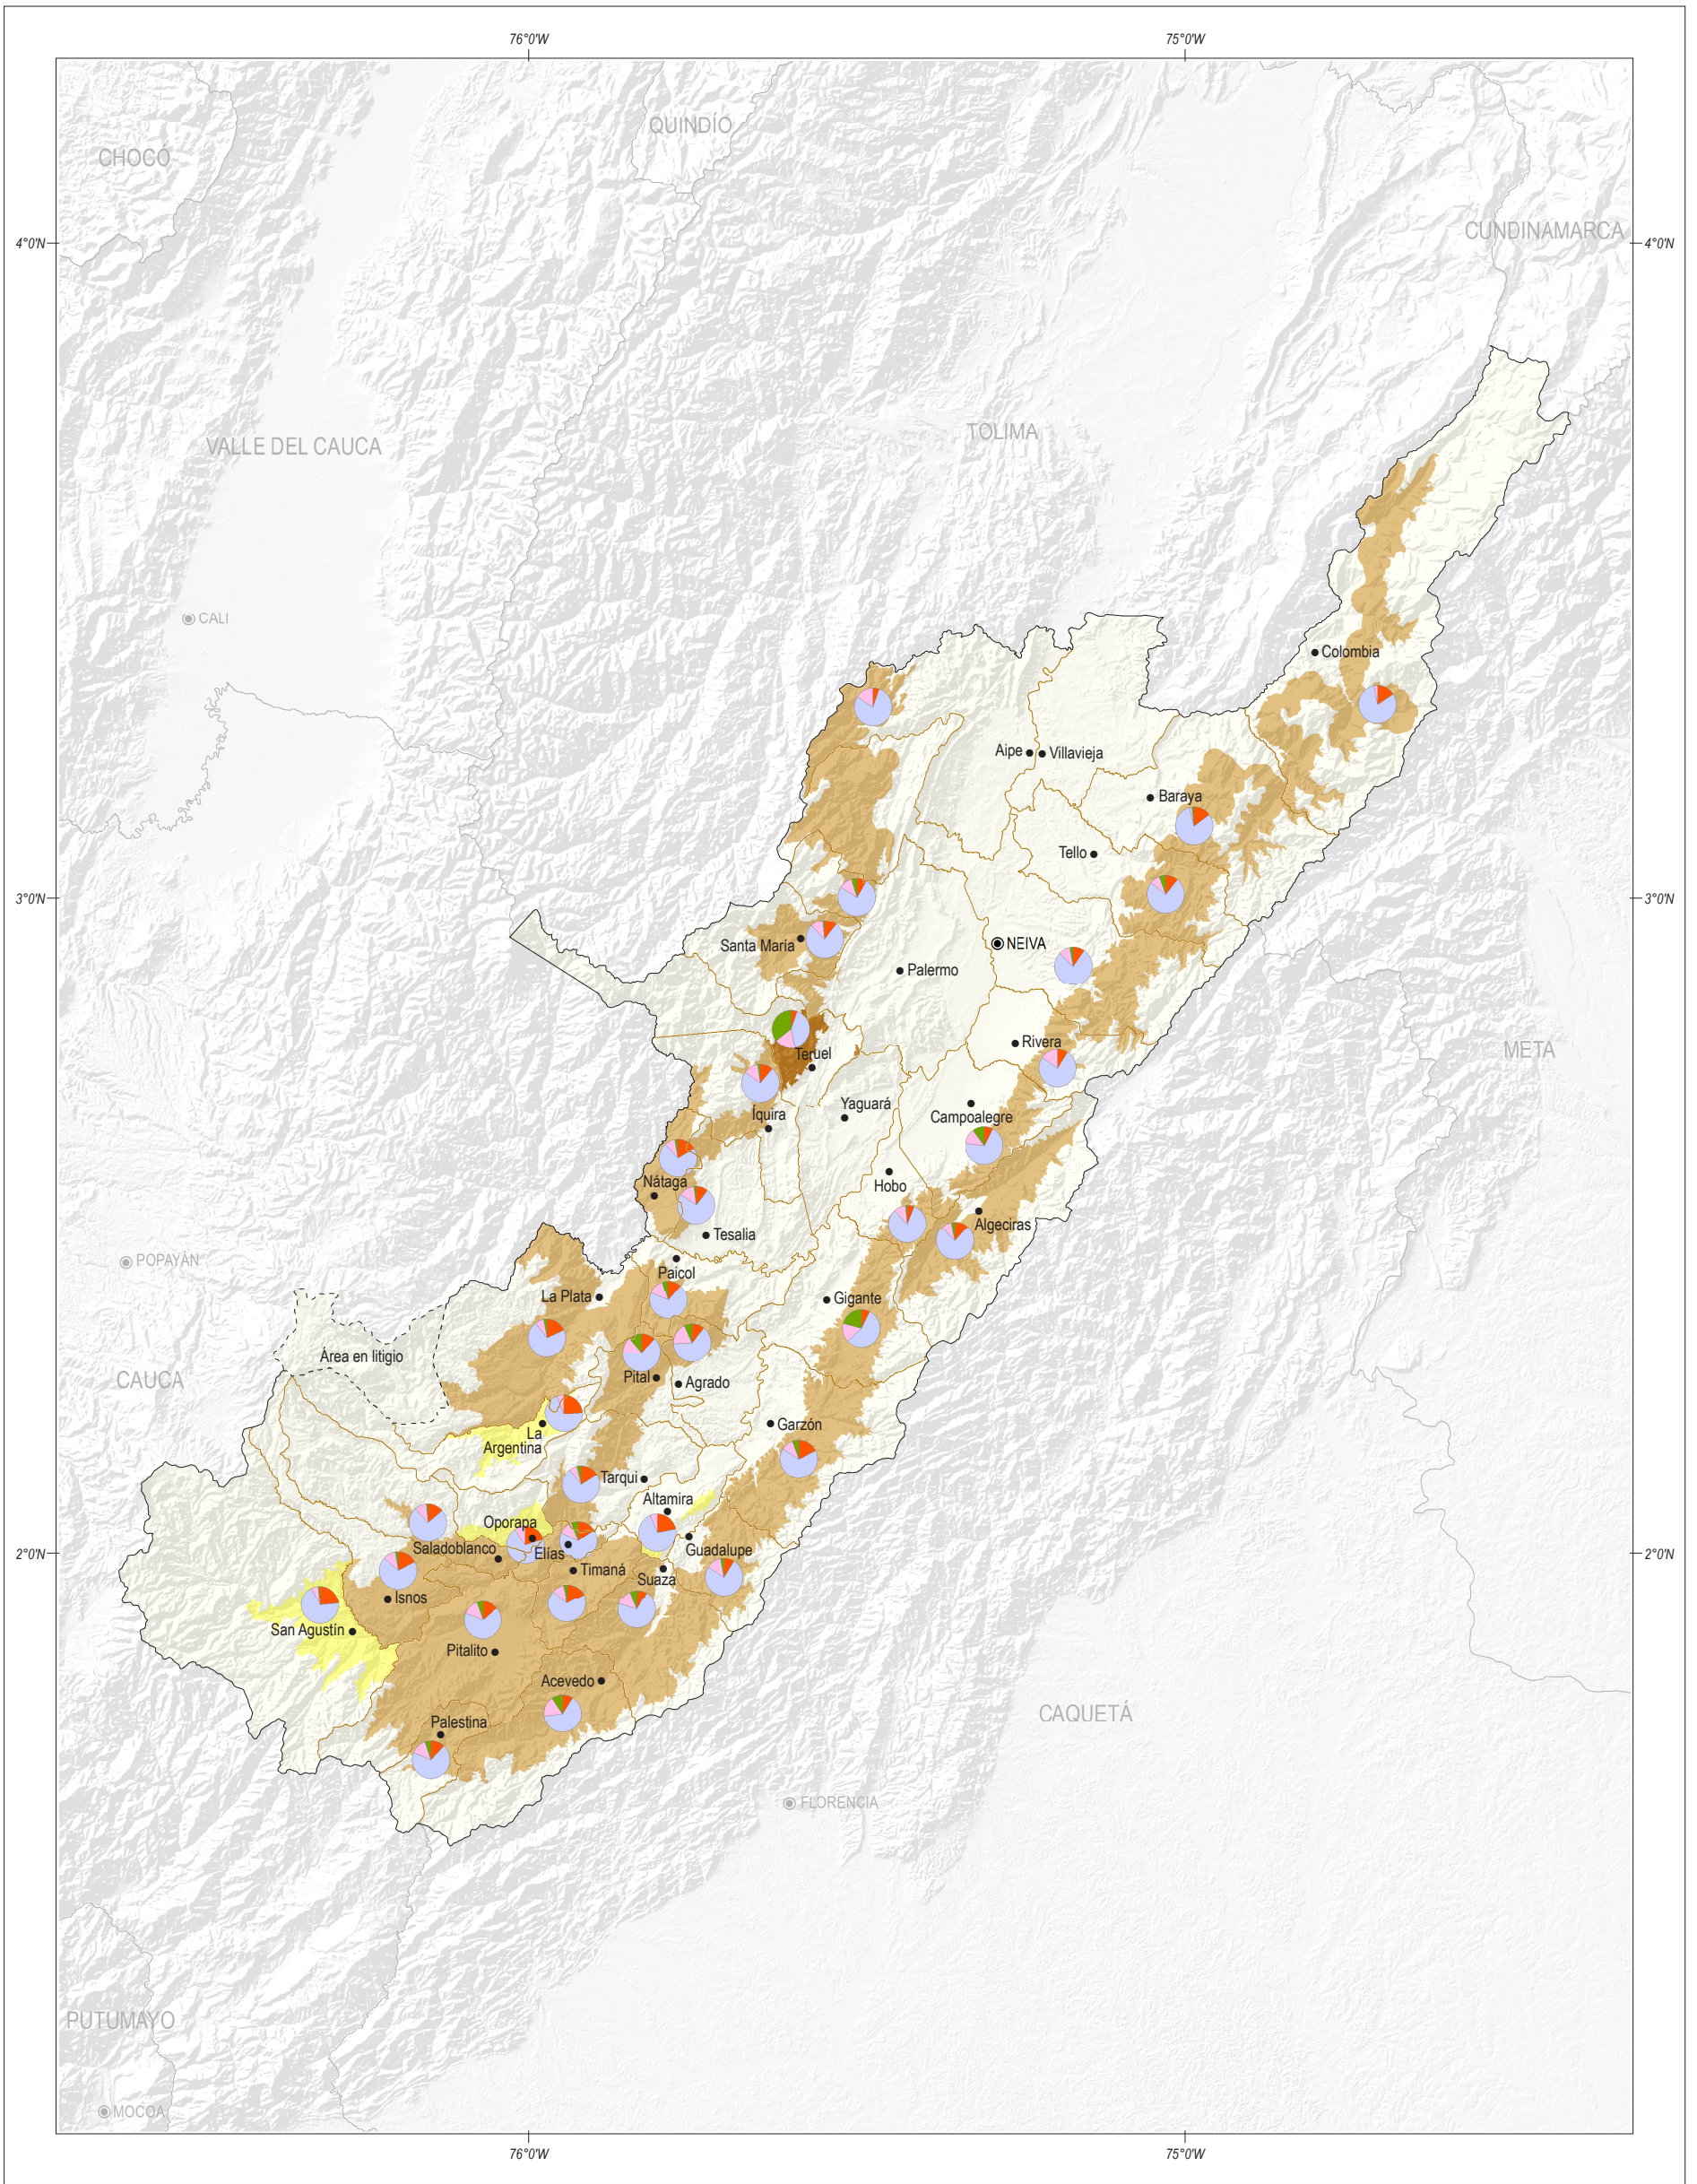 76°0'W
75°0'W
QUINDÍO
CHOCÓ
CUNDINAMARCA
4°0'N
4°0'N
TOLIMA
VALLE DEL CAUCA
CALI
Colombia
Aipe
Villavieja
Baraya
Tello
3°0'N
3°0'N
Santa María
NEIVA
Palermo
Rivera
META
Teruel
Íquira
Yaguará
Campoalegre
Nátaga
Hobo
Algeciras
Tesalia
POPAYÁN
Paicol
La Plata
Gigante
Área en litigio
CAUCA
Pital
Agrado
Garzón
La
Argentina
Tarqui
Altamira
Oporapa
Saladoblanco
Elías
Guadalupe
2°0'N
2°0'N
Timaná
Suaza
Isnos
San Agustín
Pitalito
Acevedo
CAQUETÁ
Palestina
FLORENCIA
PUTUMAYO
MOCOA
76°0'W
75°0'W